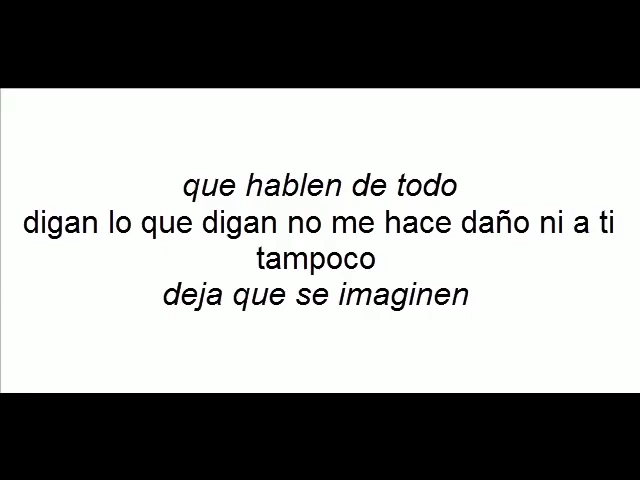 que hablen de todo
digan lo que digan no me hace daño ni a ti
tampoco
deja que se imaginen